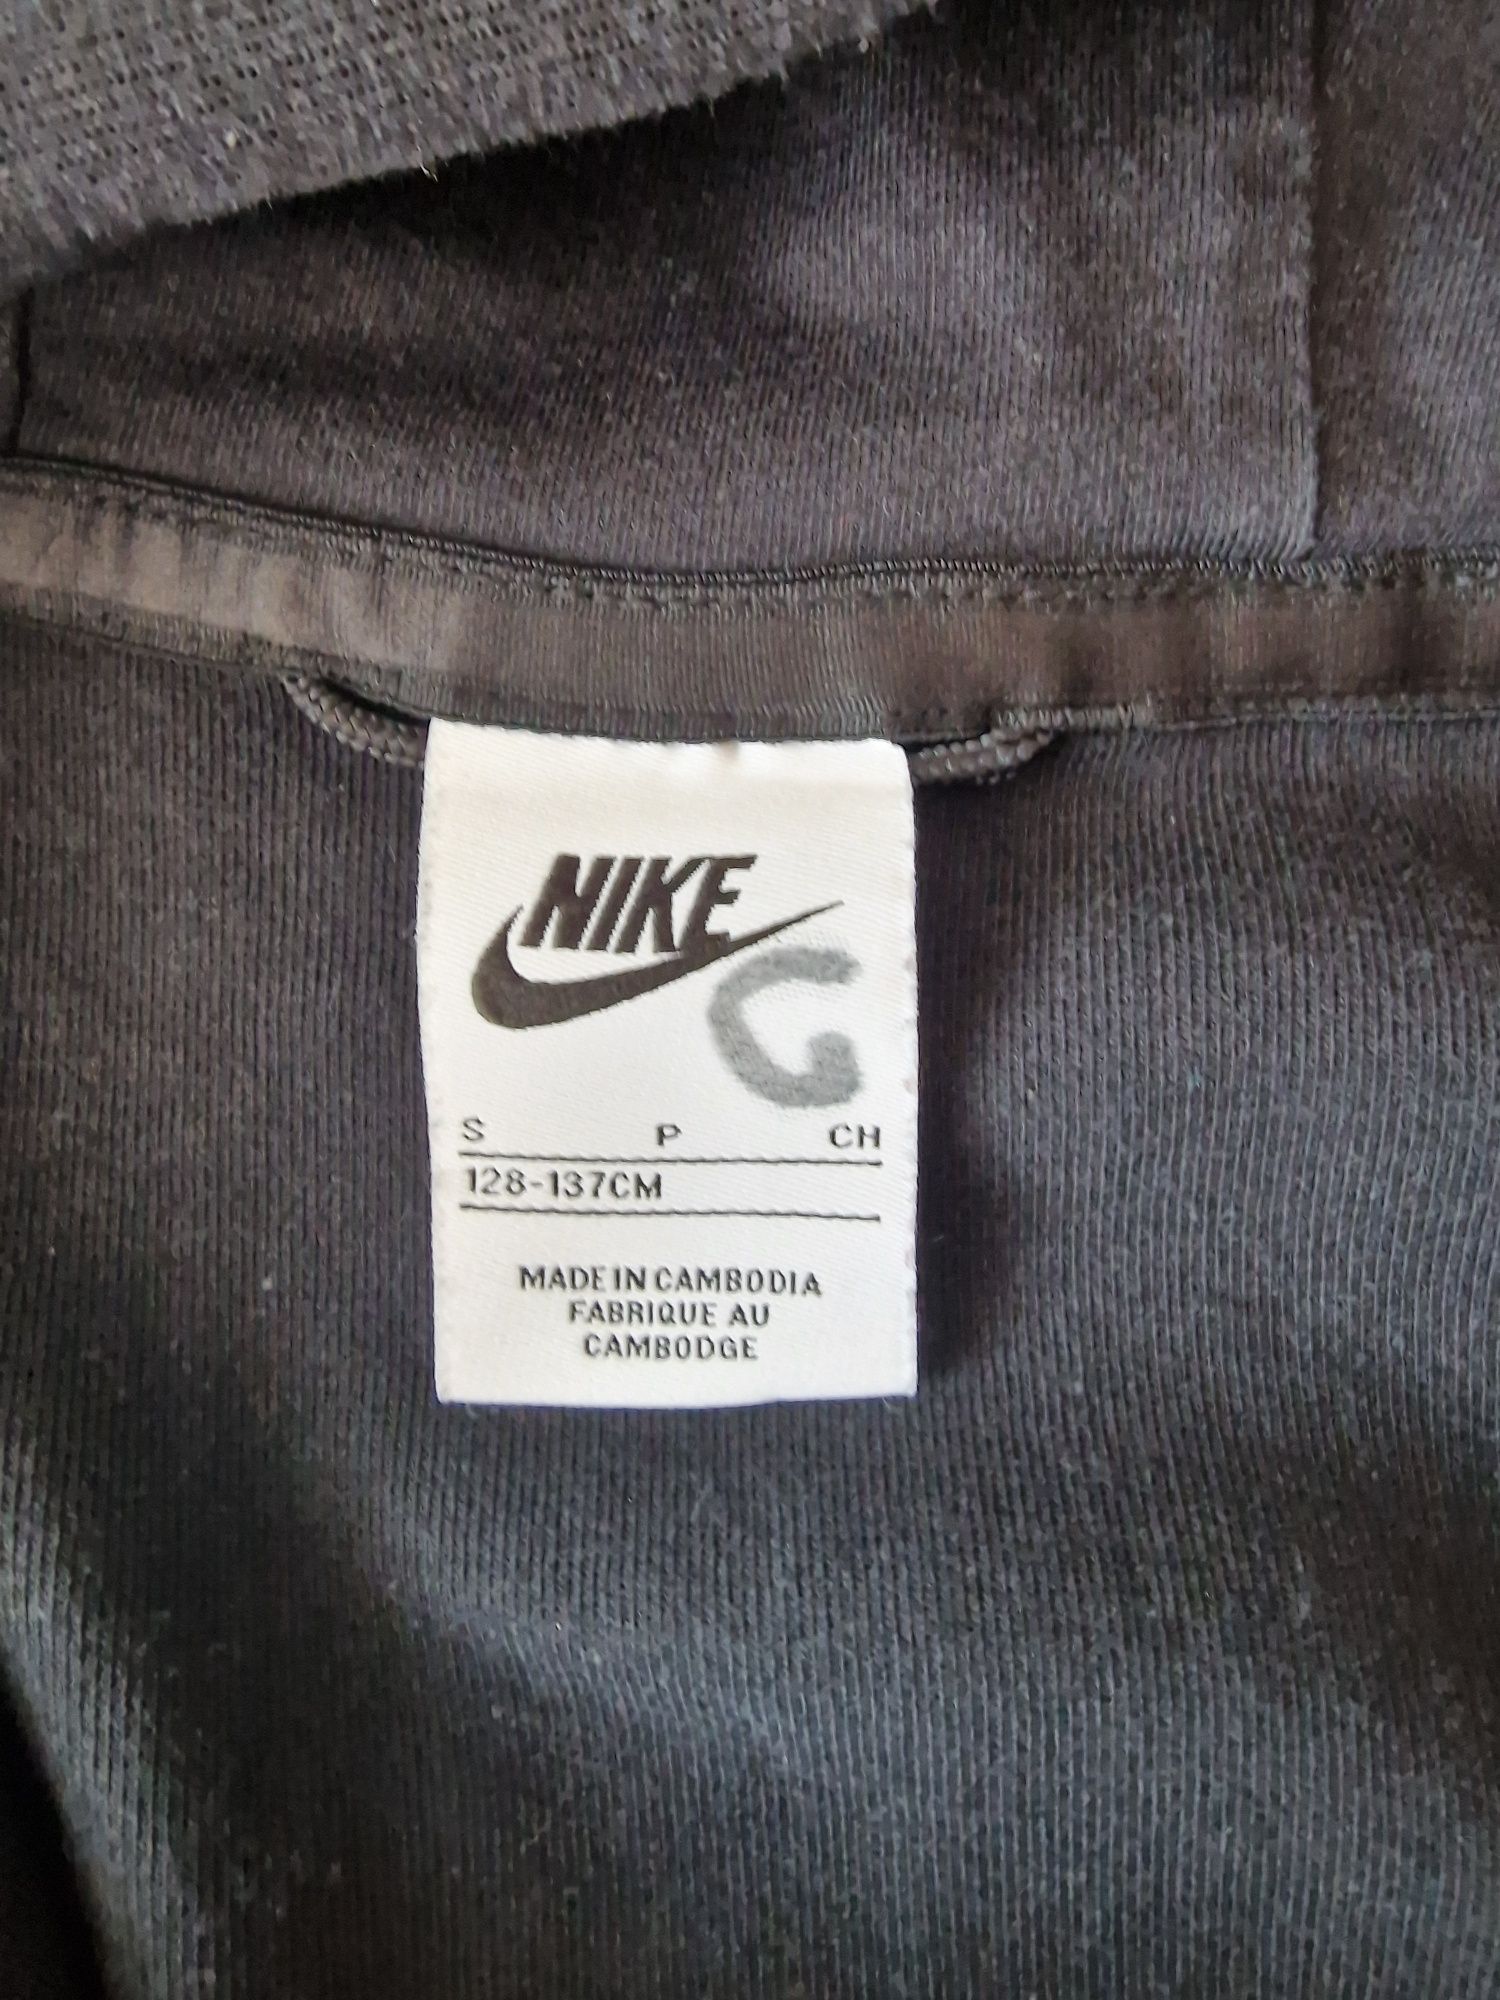 NIKE
G
S P CH
128-137CM
MADE IN CAMBODIA
FABRIQUE AU
CAMBODGE